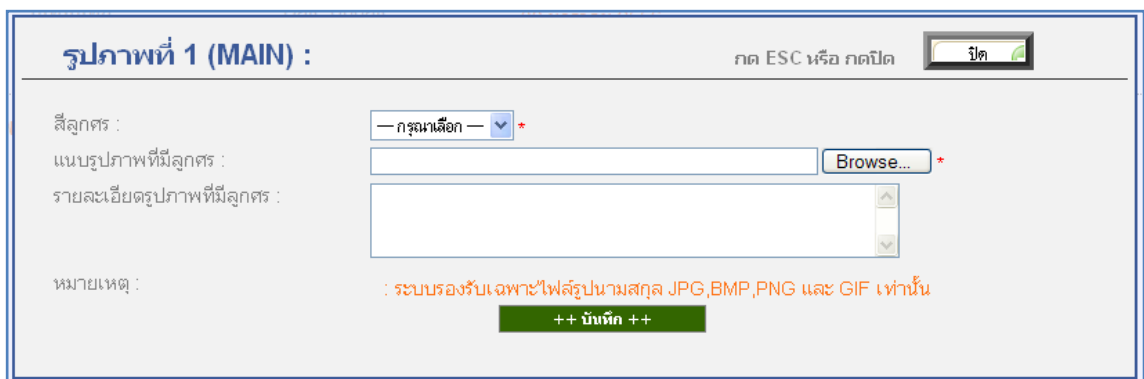 รูปภาพที่ 1 (MAIN) :
กด ESC หรือ กดปิด
ปิด
สีลูกศร :
— กรุณาเลือก — *
แนบรูปภาพที่มีลูกศร :
Browse... *
รายละเอียดรูปภาพที่มีลูกศร :
หมายเหตุ :
: ระบบรองรับเฉพาะไฟล์รูปนามสกุล JPG,BMP,PNG และ GIF เท่านั้น
++ บันทึก ++